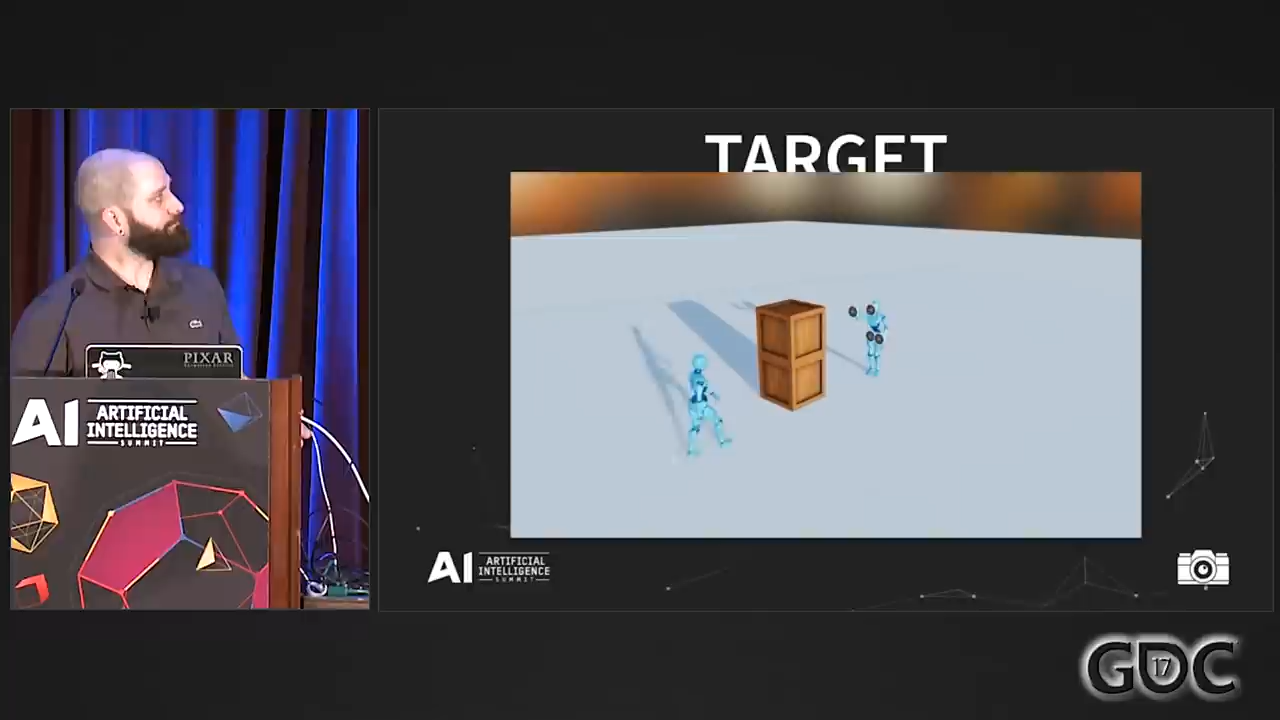 TARGET
PIXAR
AI ARTIFICIAL
INTELLIGENCE
SUMMIT
AI ARTIFICIAL
INTELLIGENCE
SUMMIT
GDC 17